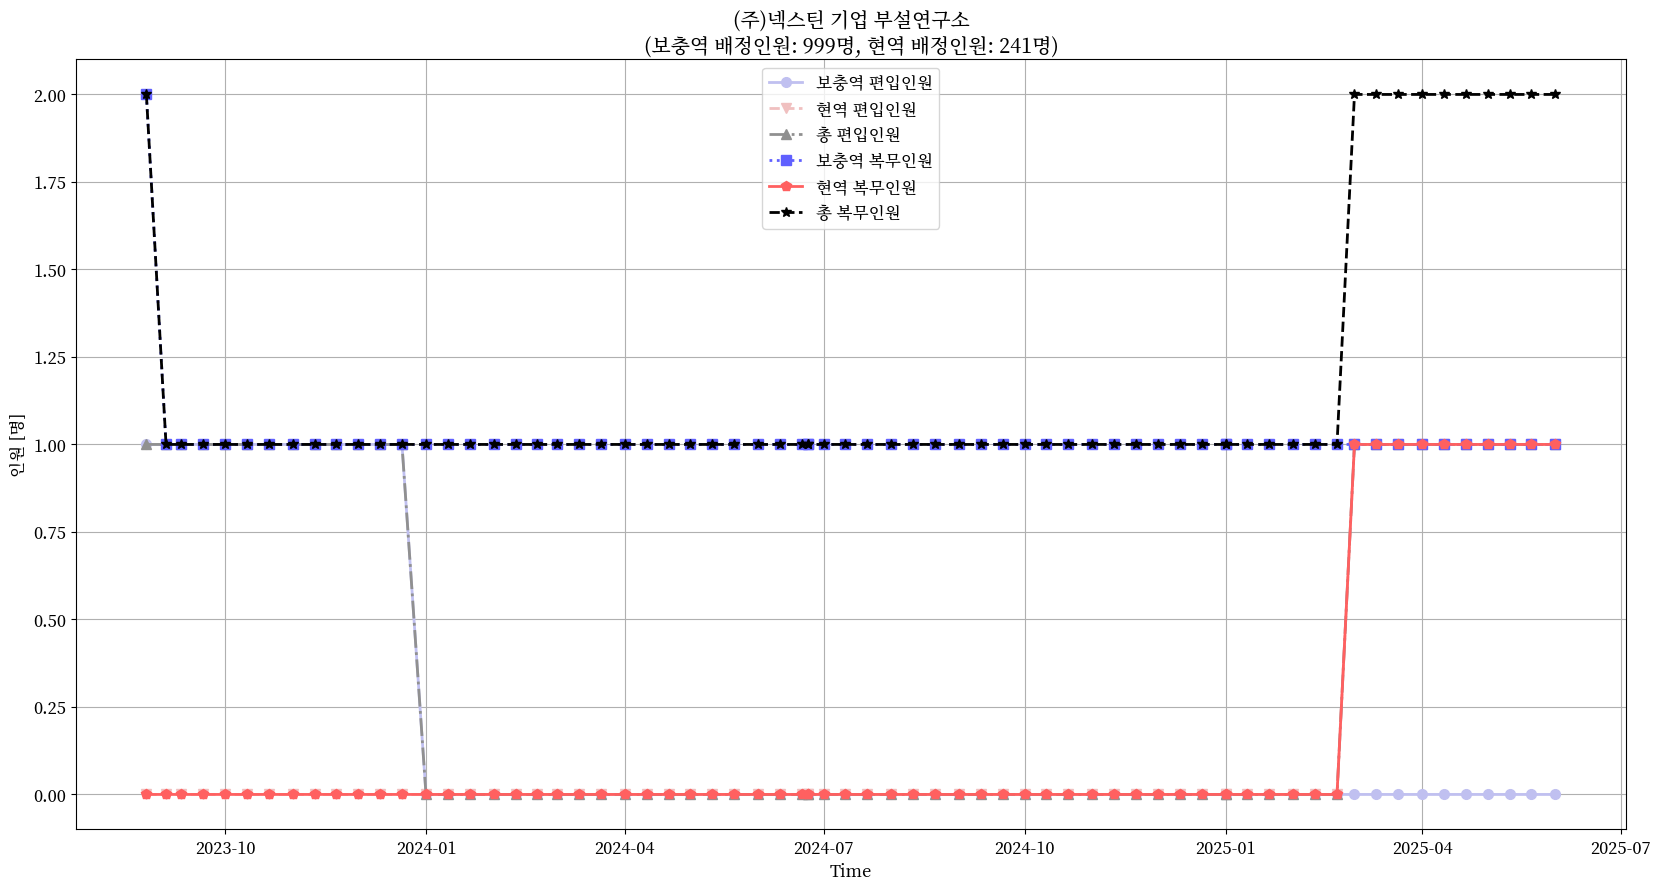 (주)넥스틴 기업 부설연구소
(보충역 배정인원: 999명, 현역 배정인원: 241명)
보충역 편입인원
현역 편입인원
총 편입인원
보충역 복무인원
현역 복무인원
총 복무인원
2.00
1.75
1.50
1.25
1.00
0.75
0.50
0.25
0.00
인원 [명]
2023-10
2024-01
2024-04
2024-07
2024-10
2025-01
2025-04
2025-07
Time